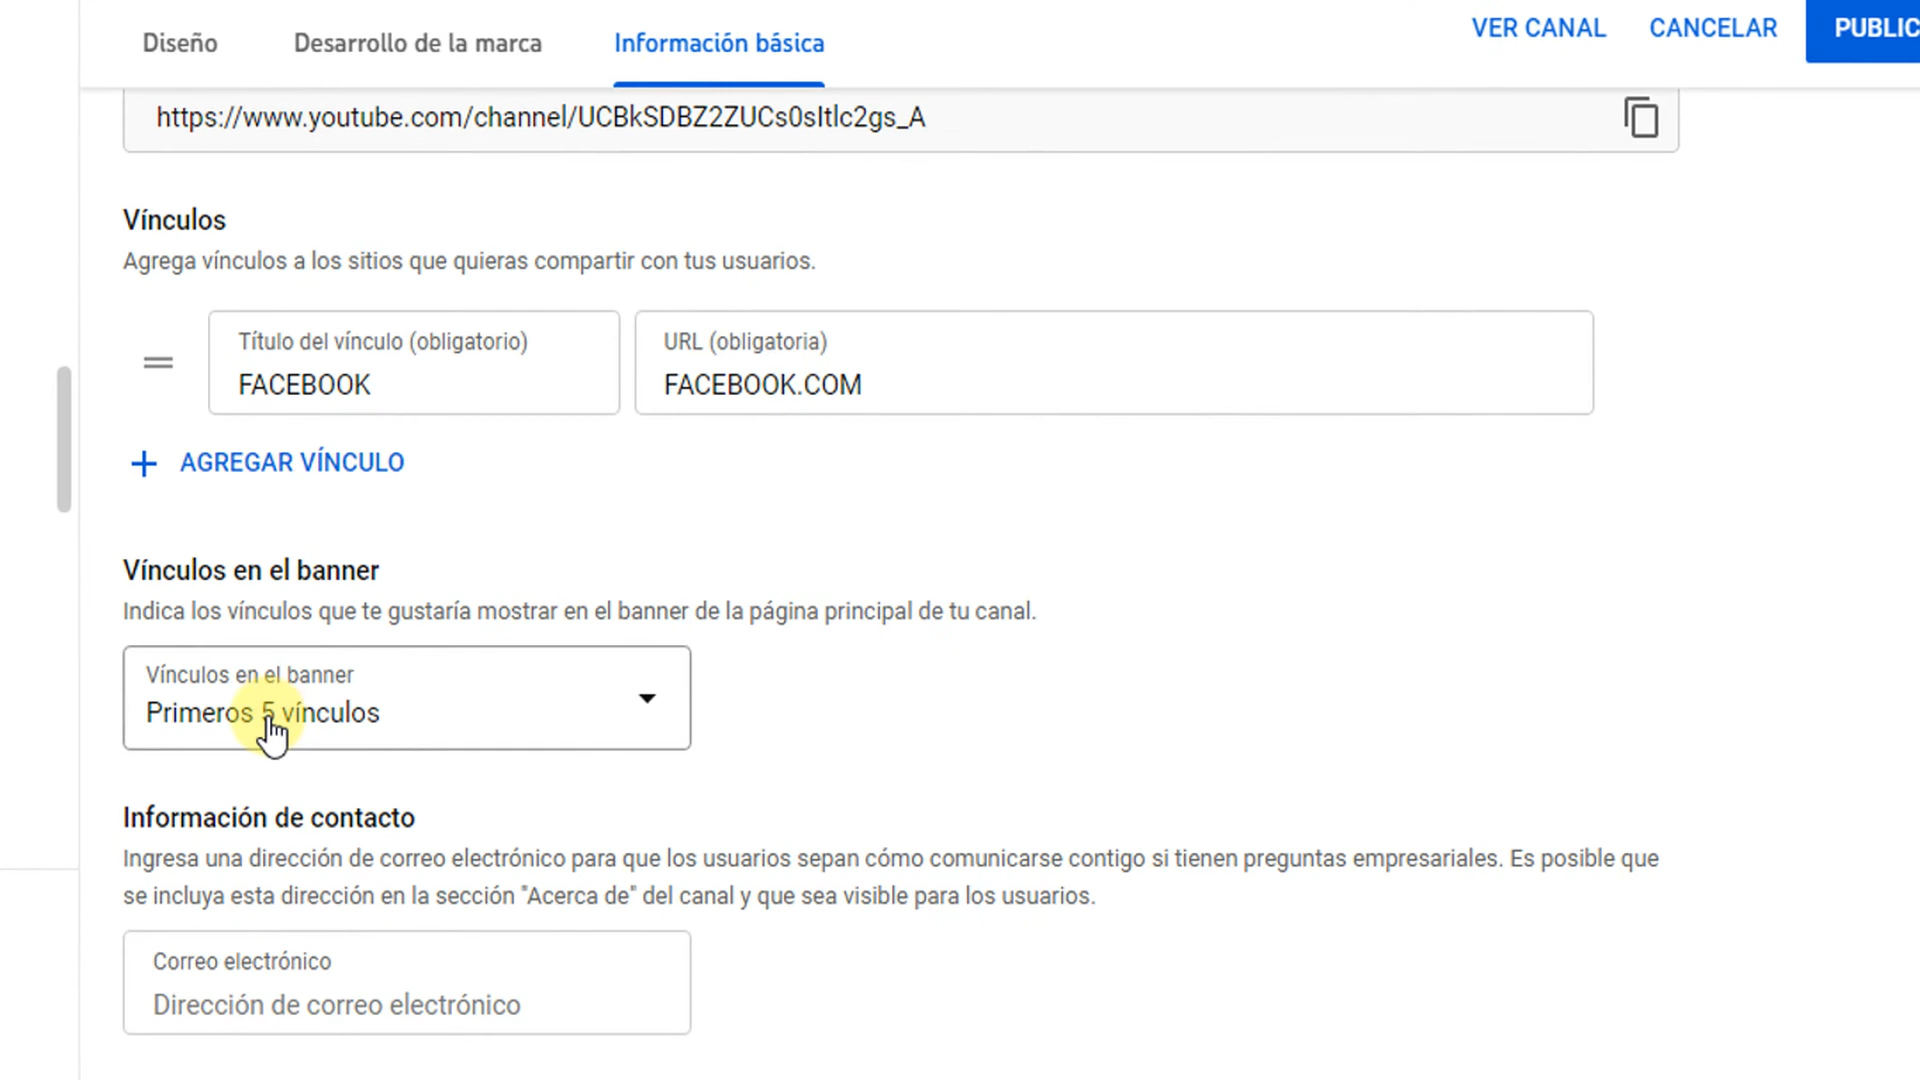 Diseño
Desarrollo de la marca
Información básica
VER CANAL
CANCELAR
PUBLIC
https://www.youtube.com/channel/UCBkSDBZ2ZUCs0sItlc2gs_A
Vínculos
Agrega vínculos a los sitios que quieras compartir con tus usuarios.
Título del vínculo (obligatorio)
FACEBOOK
URL (obligatoria)
FACEBOOK.COM
AGREGAR VÍNCULO
Vínculos en el banner
Indica los vínculos que te gustaría mostrar en el banner de la página principal de tu canal.
Vínculos en el banner
Primeros 5 vínculos
Información de contacto
Ingresa una dirección de correo electrónico para que los usuarios sepan cómo comunicarse contigo si tienen preguntas empresariales. Es posible que
se incluya esta dirección en la sección "Acerca de" del canal y que sea visible para los usuarios.
Correo electrónico
Dirección de correo electrónico